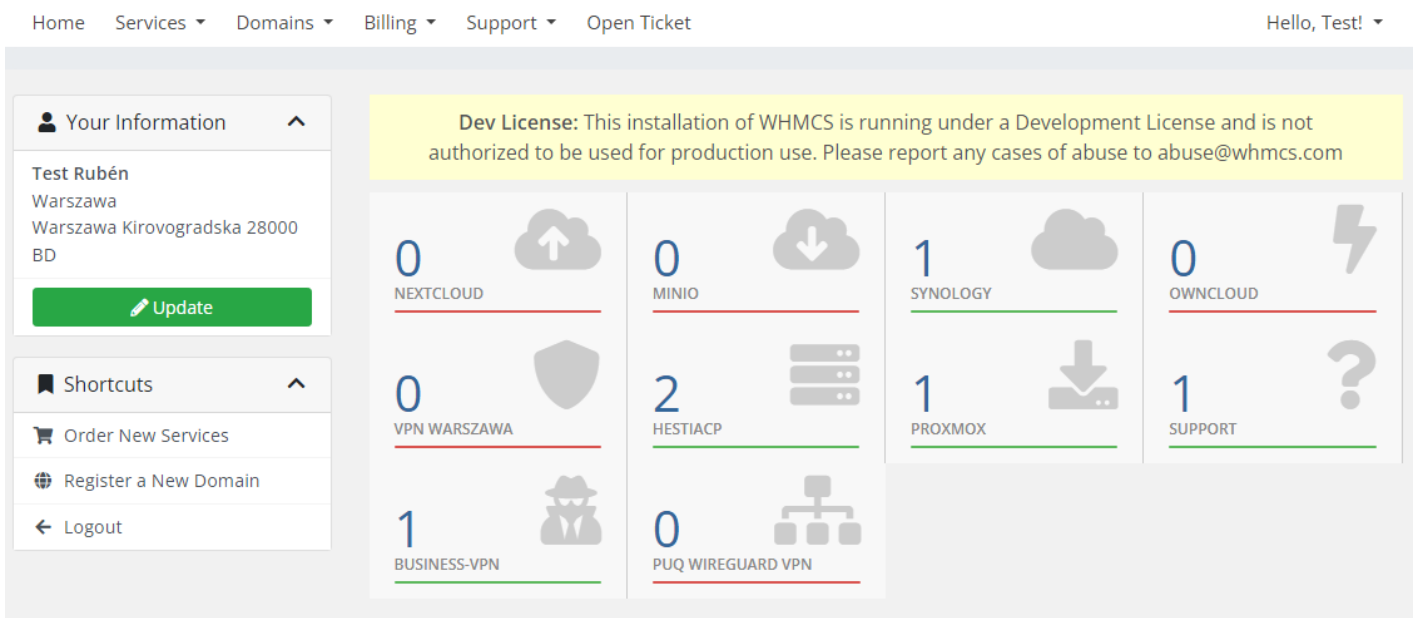 Home Services Domains Billing Support Open Ticket Hello, Test!
Your Information
Test Rubén
Warszawa
Warszawa Kirovogradska 28000
BD
Update
Shortcuts
Order New Services
Register a New Domain
Logout
Dev License: This installation of WHMCS is running under a Development License and is not
authorized to be used for production use. Please report any cases of abuse to abuse@whmcs.com
0 0 1 0
NEXTCLOUD MINIO SYNOLOGY OWNCLOUD
0 2 1 1
VPN WARSZAWA HESTIACP PROXMOX SUPPORT
1 0
BUSINESS-VPN PUQ WIREGUARD VPN